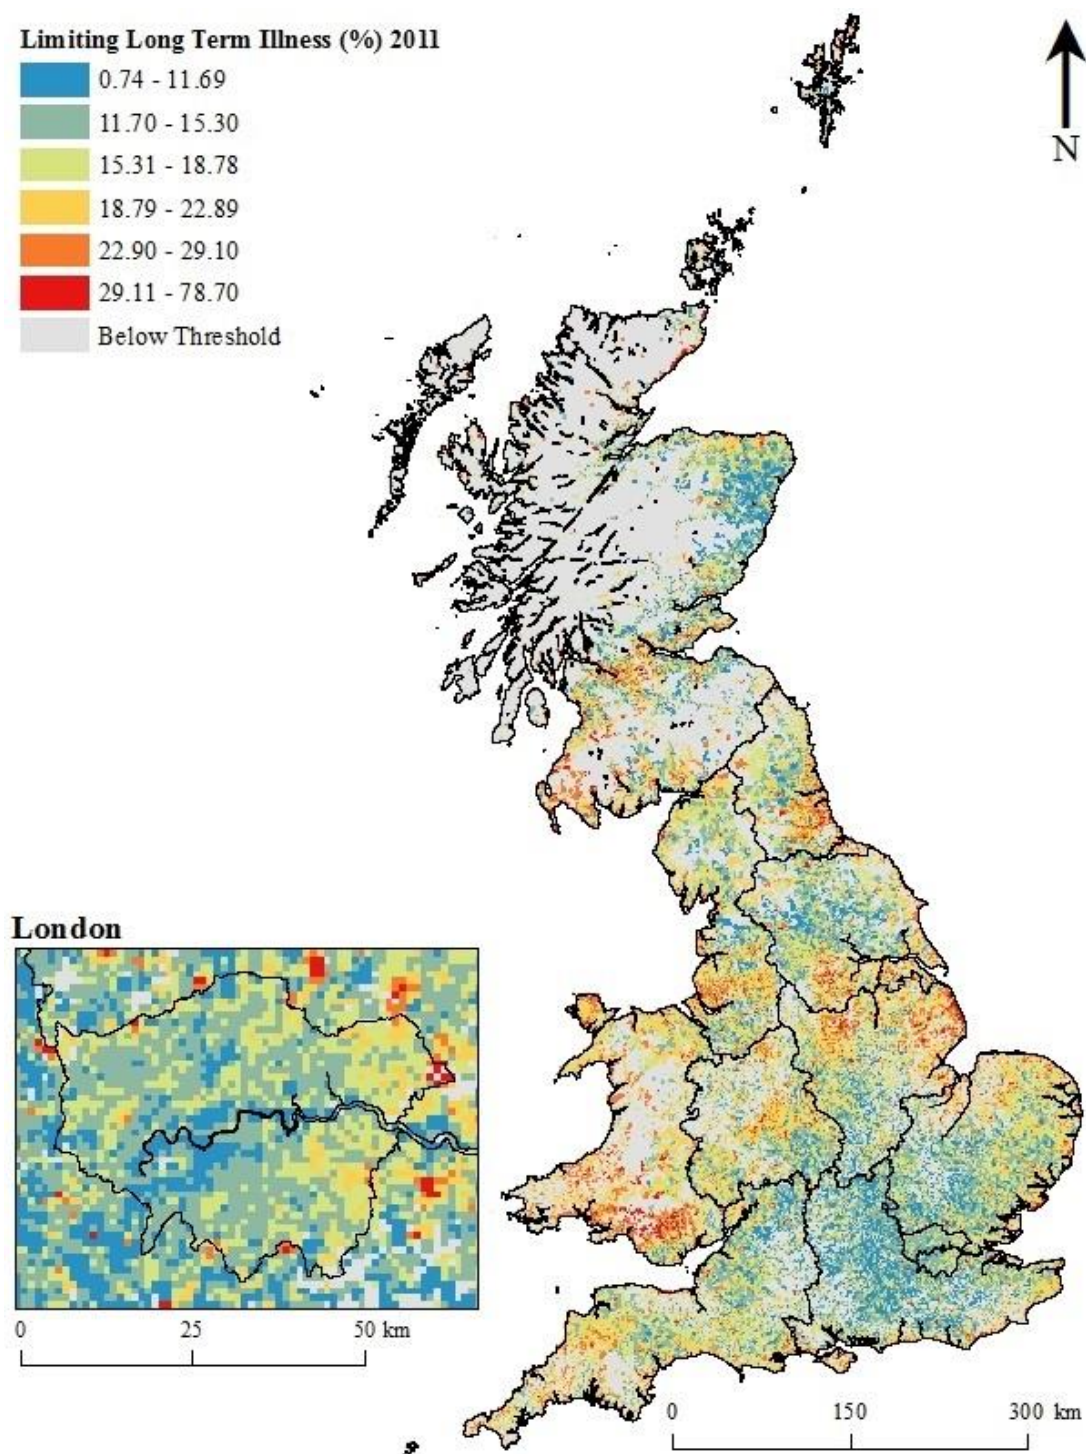 Limiting Long Term Illness (%) 2011
0.74 - 11.69
11.70 - 15.30
15.31 - 18.78
18.79 - 22.89
22.90 - 29.10
29.11 - 78.70
Below Threshold
N
London
0 25 50 km
0 150 300 km